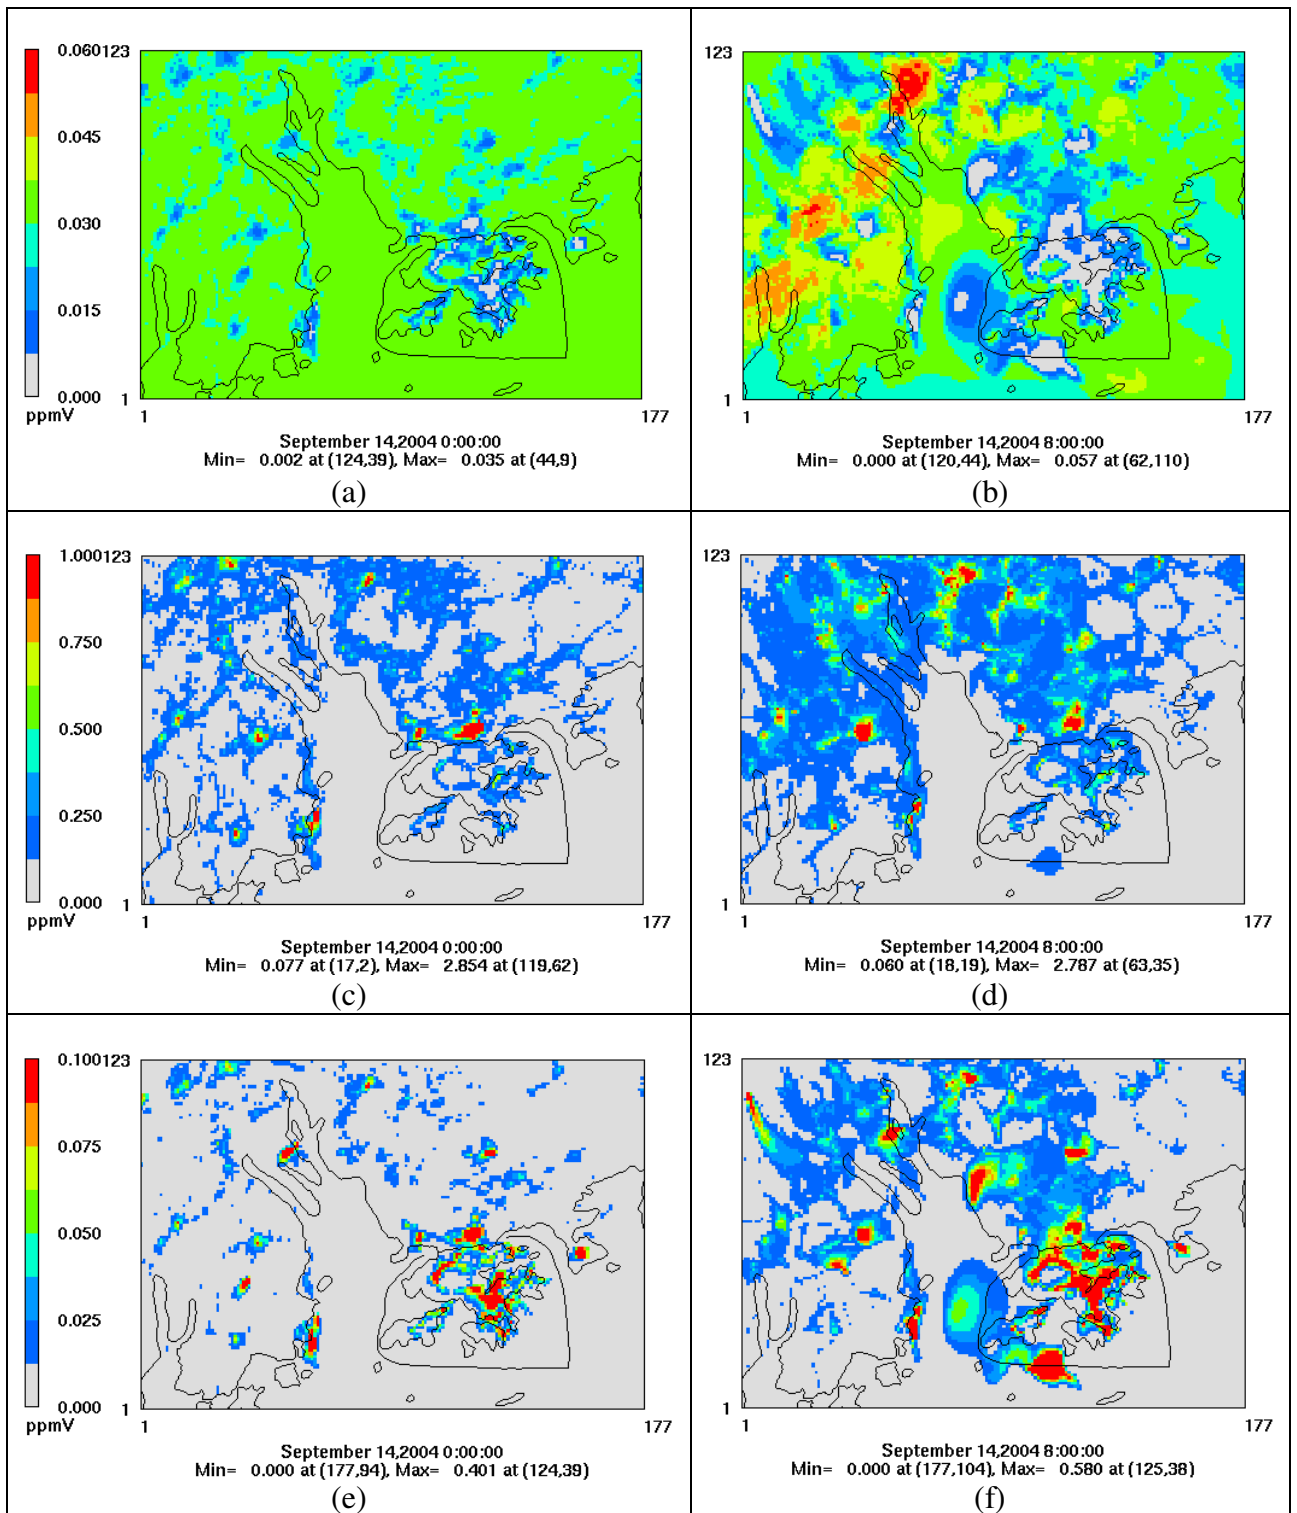 0.060 123
0.045
0.030
0.015
0.000
ppmV
1
1 177
September 14,2004 0:00:00
Min= 0.002 at (124,39), Max= 0.035 at (44,9)
(a)
123
1
1 177
September 14,2004 8:00:00
Min= 0.000 at (120,44), Max= 0.057 at (62,110)
(b)
1.000 123
0.750
0.500
0.250
0.000
ppmV
1
1 177
September 14,2004 0:00:00
Min= 0.077 at (17,2), Max= 2.854 at (119,62)
(c)
123
1
1 177
September 14,2004 8:00:00
Min= 0.060 at (18,19), Max= 2.787 at (63,35)
(d)
0.100 123
0.075
0.050
0.025
0.000
ppmV
1
1 177
September 14,2004 0:00:00
Min= 0.000 at (177,94), Max= 0.401 at (124,39)
(e)
123
1
1 177
September 14,2004 8:00:00
Min= 0.000 at (177,104), Max= 0.580 at (125,38)
(f)